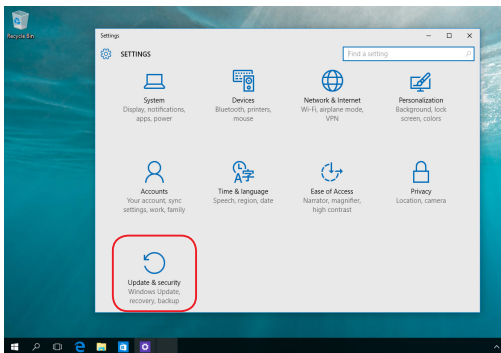 Recycle Bin
Settings
SETTINGS
Find a setting
System
Display, notifications,
apps, power
Devices
Bluetooth, printers,
mouse
Network & Internet
Wi-Fi, airplane mode,
VPN
Personalization
Background, lock
screen, colors
Accounts
Your account, sync
settings, work, family
Time & language
Speech, region, date
Ease of Access
Narrator, magnifier,
high contrast
Privacy
Location, camera
Update & security
Windows Update,
recovery, backup